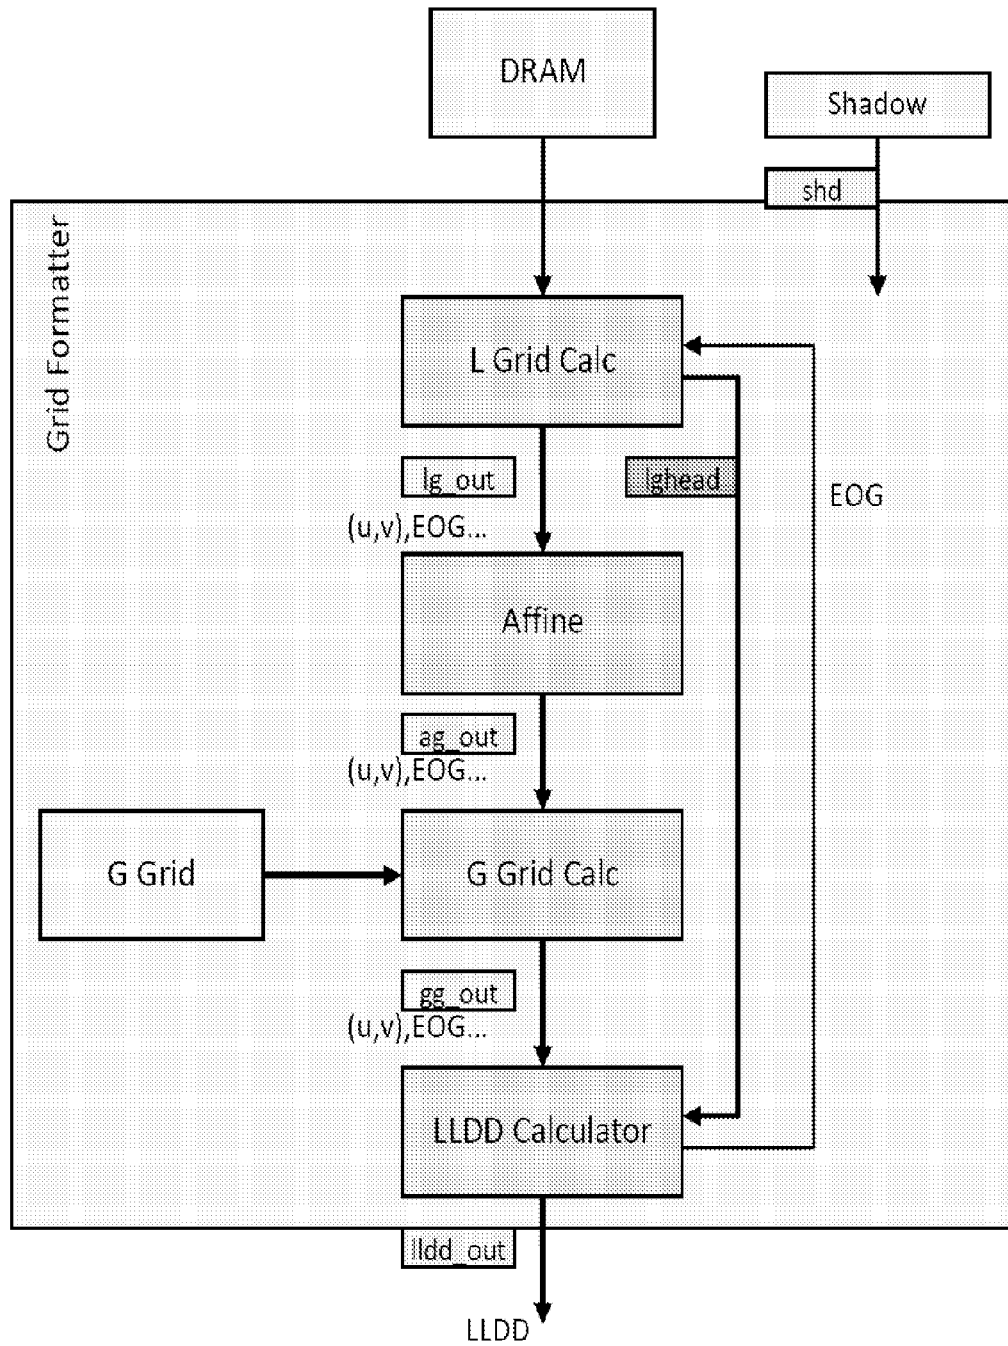 DRAM
Shadow
shd
Grid Formatter
L Grid Calc
lg_out
lghead
(u,v),EOG...
EOG
Affine
ag_out
(u,v),EOG...
G Grid
G Grid Calc
gg_out
(u,v),EOG...
LLDD Calculator
lldd_out
LLDD